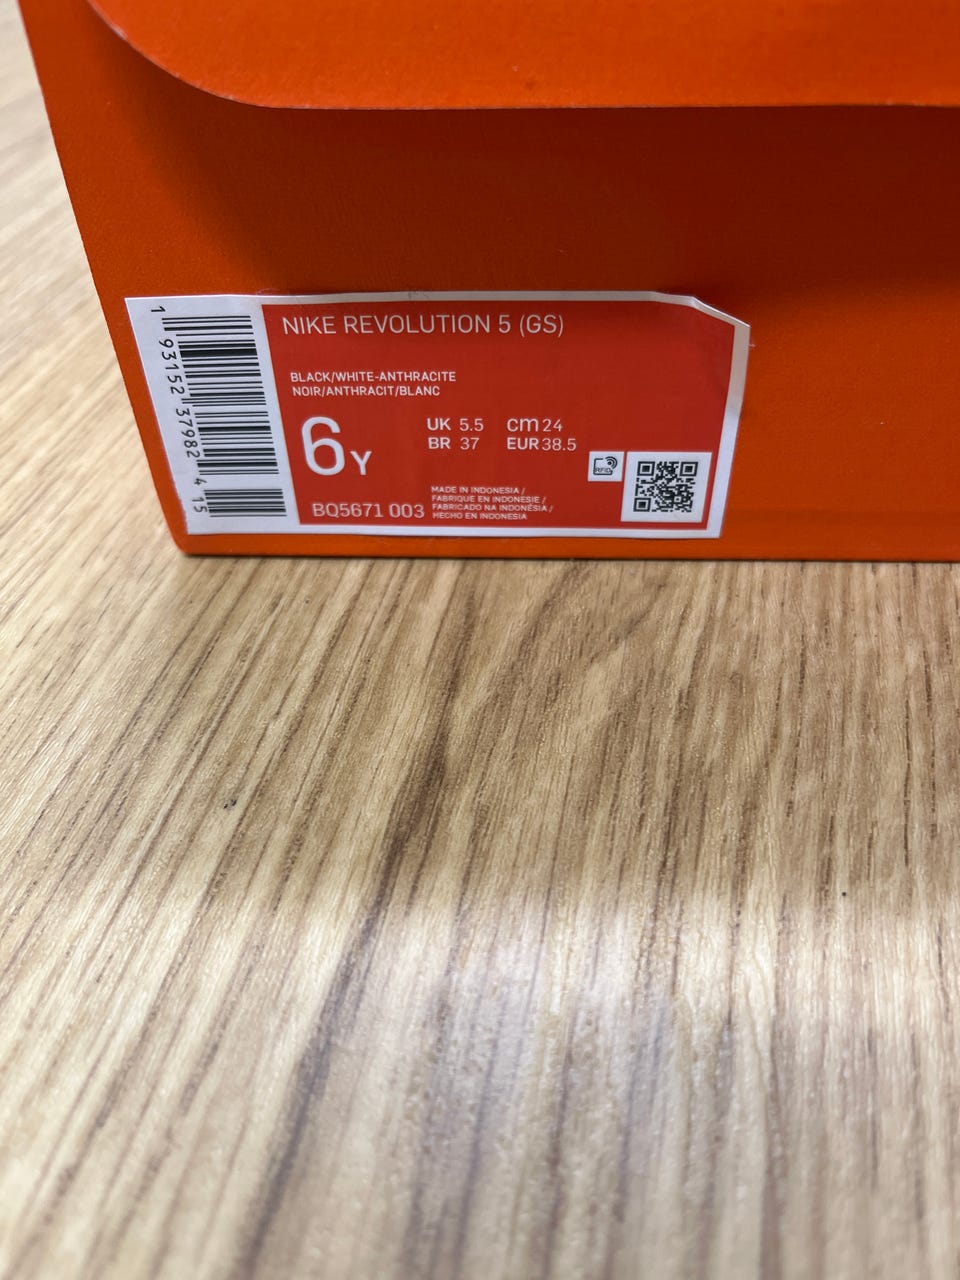 NIKE REVOLUTION 5 (GS)
BLACK/WHITE-ANTHRACITE
NOIR/ANTHRACIT/BLANC
6Y
UK 5.5 cm 24
BR 37 EUR 38.5
RFID
BQ5671 003
MADE IN INDONESIA /
FABRIQUE EN INDONESIE /
FABRICADO NA INDONÉSIA /
HECHO EN INDONESIA
1 93152 37982 4 15